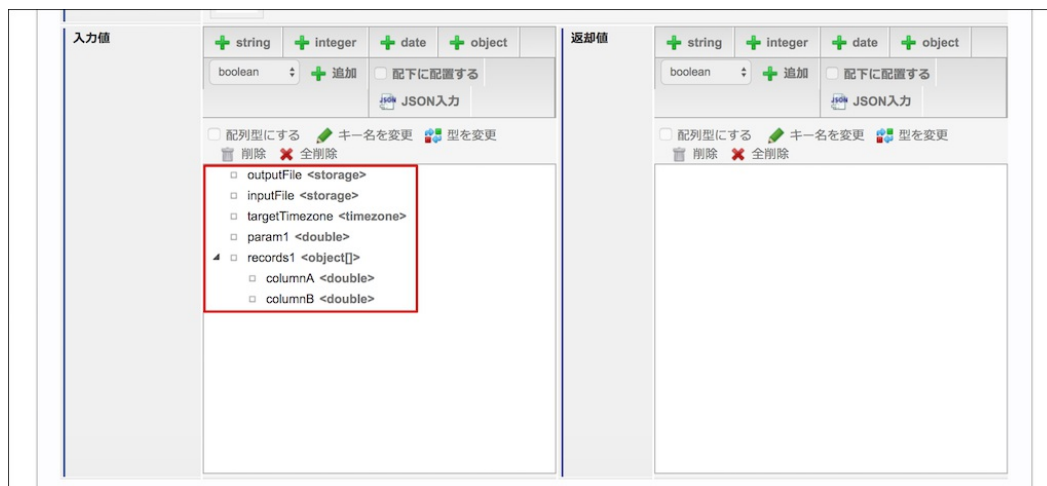 入力値
string integer date object
boolean 追加 配下に配置する
JSON入力
配列型にする キー名を変更 型を変更
削除 全削除
outputFile <storage>
inputFile <storage>
targetTimezone <timezone>
param1 <double>
records1 <object[]>
columnA <double>
columnB <double>
返却値
string integer date object
boolean 追加 配下に配置する
JSON入力
配列型にする キー名を変更 型を変更
削除 全削除